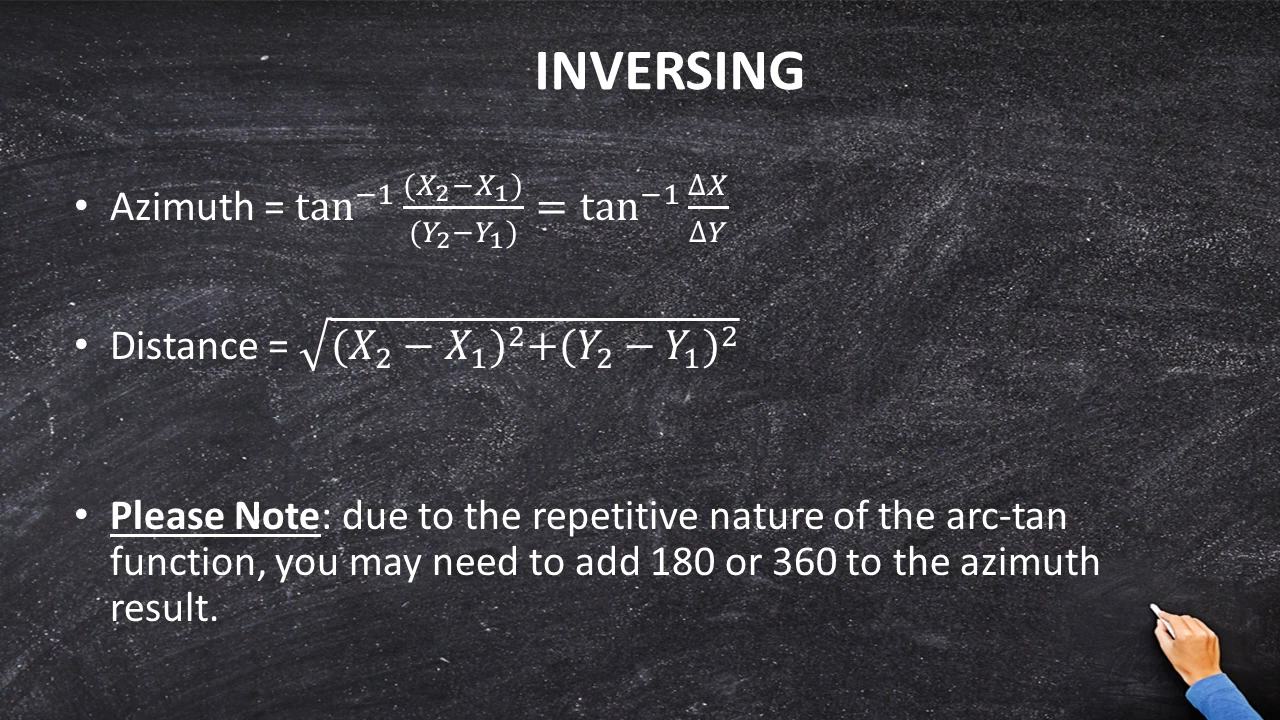 INVERSING
• Azimuth = tan⁻¹ (X₂−X₁)/(Y₂−Y₁) = tan⁻¹ ΔX/ΔY
• Distance = √((X₂ − X₁)²+(Y₂ − Y₁)²)
• Please Note: due to the repetitive nature of the arc-tan
function, you may need to add 180 or 360 to the azimuth
result.